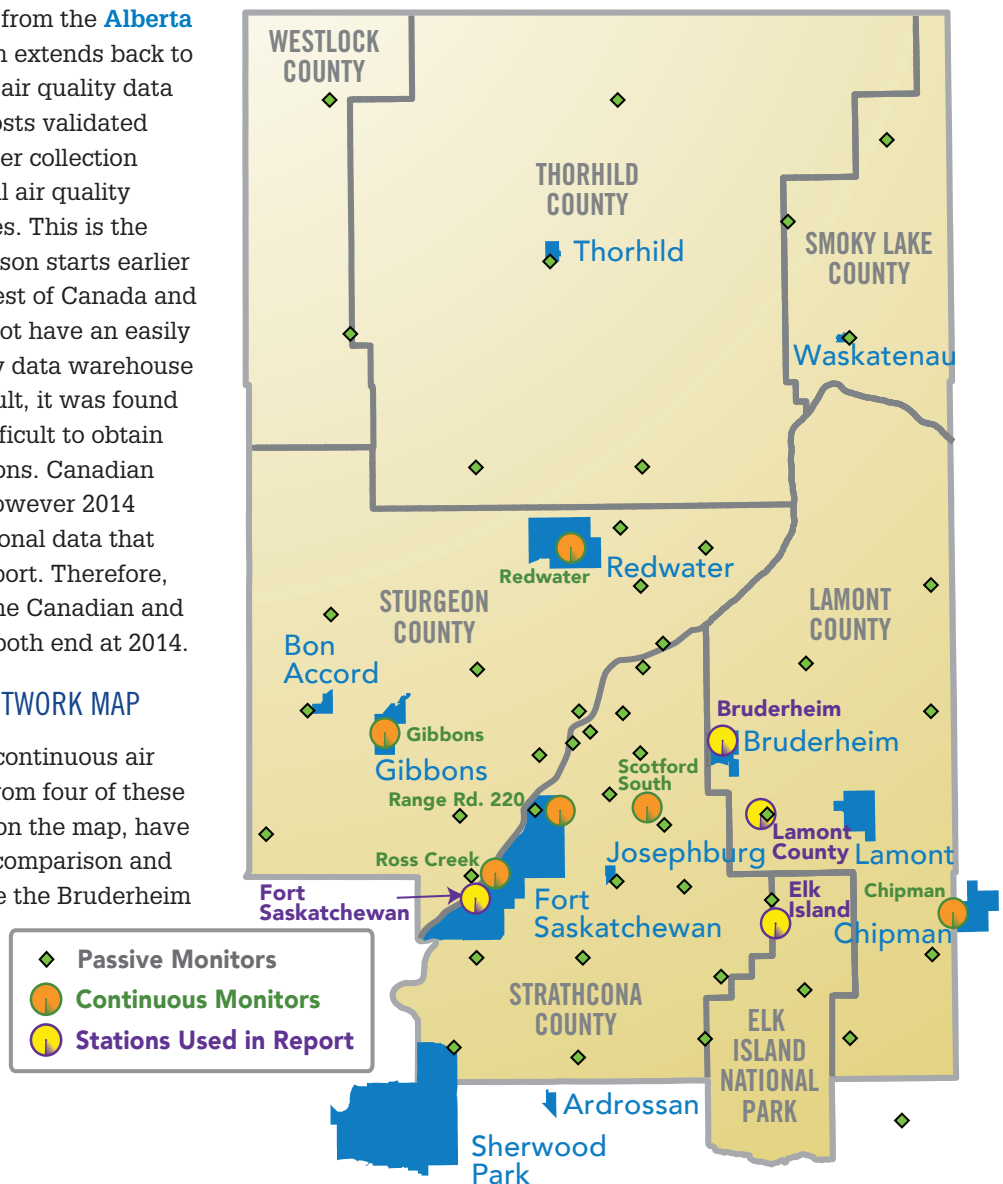 from the Alberta
n extends back to
air quality data
osts validated
er collection
l air quality
es. This is the
son starts earlier
est of Canada and
ot have an easily
y data warehouse
ult, it was found
ficult to obtain
ons. Canadian
owever 2014
onal data that
port. Therefore,
ne Canadian and
both end at 2014.
TWORK MAP
continuous air
rom four of these
on the map, have
comparison and
e the Bruderheim
WESTLOCK
COUNTY
THORHILD
COUNTY
Thorhild
SMOKY LAKE
COUNTY
Waskatenau
Redwater
Redwater
STURGEON
COUNTY
LAMONT
COUNTY
Bon
Accord
Gibbons
Gibbons
Bruderheim
Bruderheim
Scotford
South
Range Rd. 220
Lamont
County
Lamont
Josephburg
Ross Creek
Fort
Saskatchewan
Fort
Saskatchewan
Elk
Island
Chipman
Chipman
STRATHCONA
COUNTY
ELK
ISLAND
NATIONAL
PARK
Ardrossan
Sherwood
Park
Passive Monitors
Continuous Monitors
Stations Used in Report